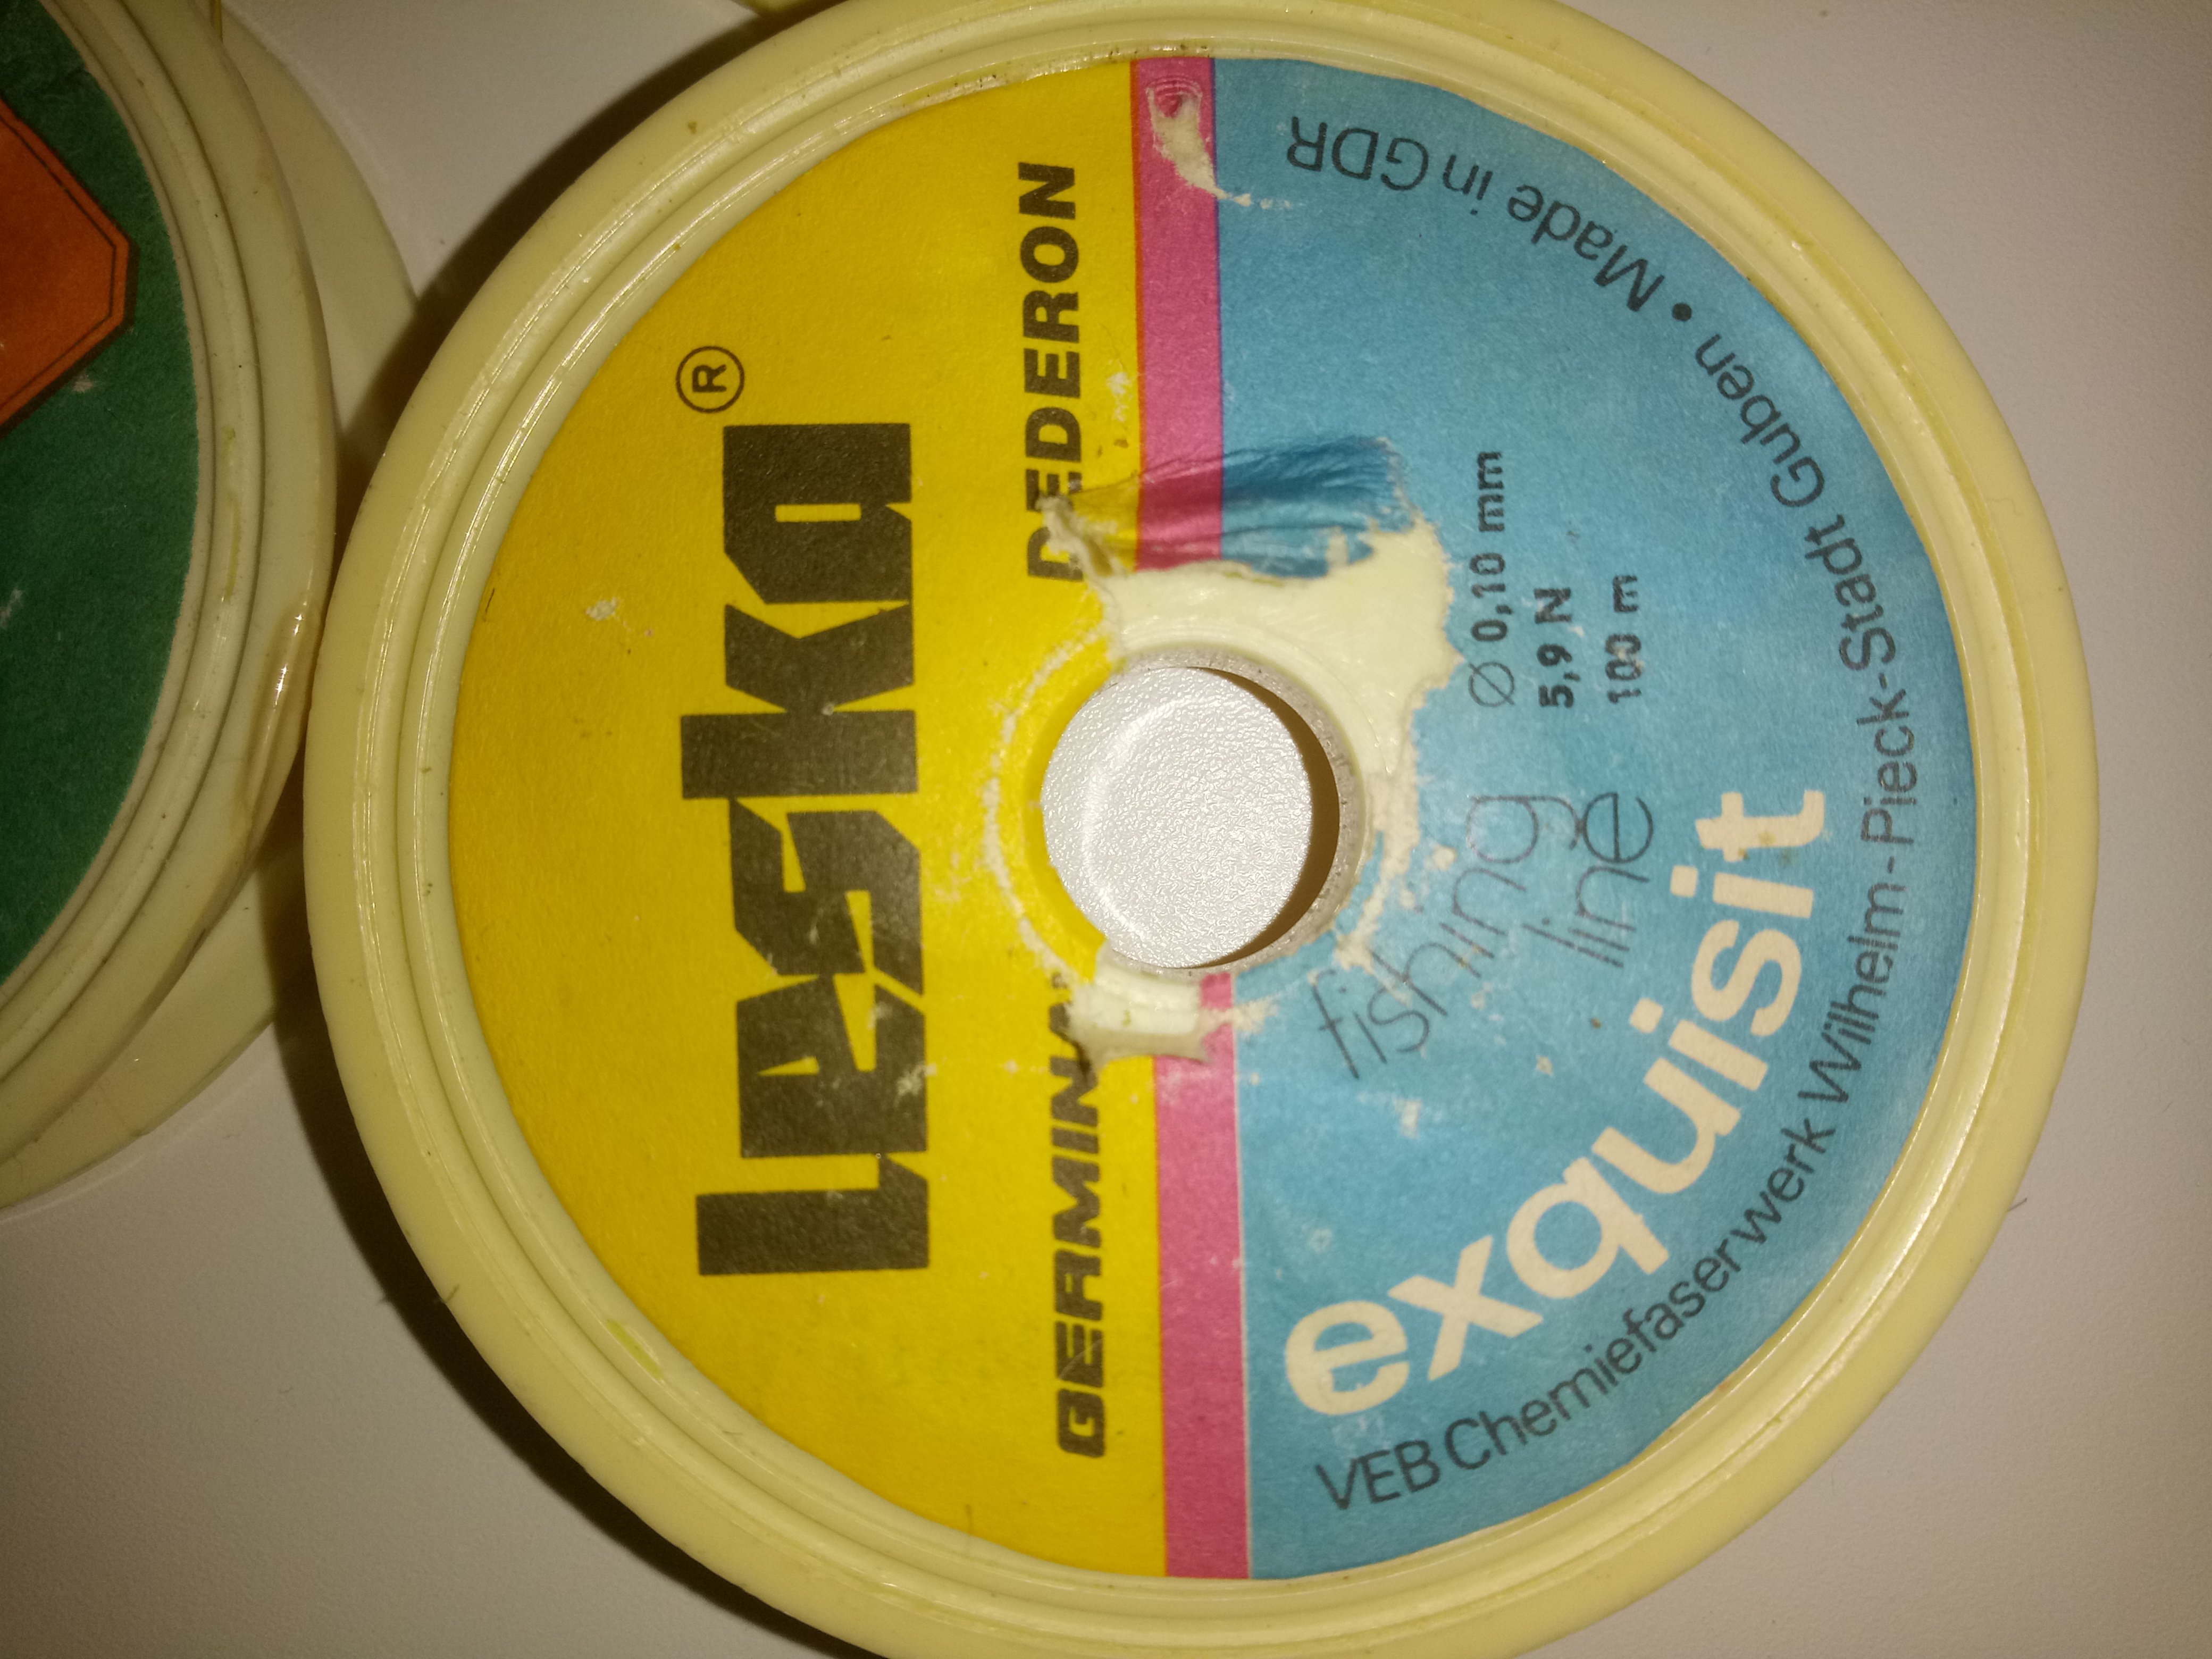 Leska ®
GERMINA DEDERON
Ø 0,10 mm
5,9 N
100 m
fishing
line
exquisit
VEB Chemiefaserwerk Wilhelm-Pieck-Stadt Guben • Made in GDR